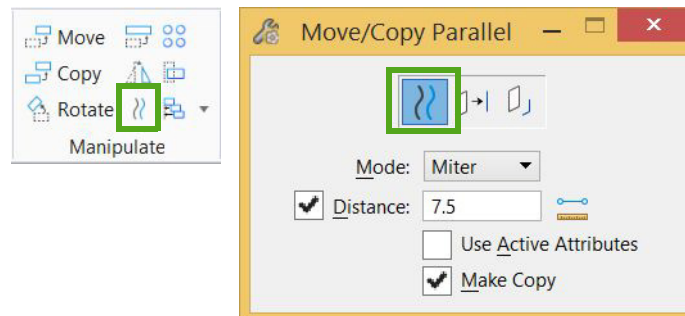 Move
Copy
Rotate
Manipulate
Move/Copy Parallel
Mode: Miter
Distance: 7.5
Use Active Attributes
Make Copy